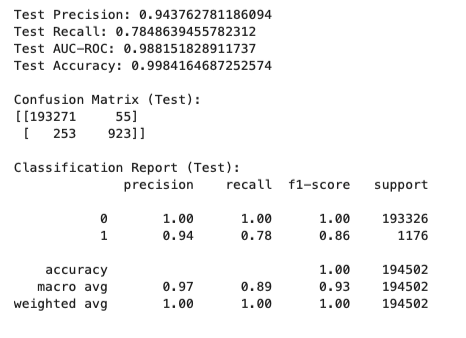 Test Precision: 0.943762781186094
Test Recall: 0.7848639455782312
Test AUC-ROC: 0.988151828911737
Test Accuracy: 0.9984164687252574
Confusion Matrix (Test):
[[193271     55]
 [   253    923]]
Classification Report (Test):
              precision    recall  f1-score   support
           0       1.00      1.00      1.00    193326
           1       0.94      0.78      0.86      1176
    accuracy                           1.00    194502
   macro avg       0.97      0.89      0.93    194502
weighted avg       1.00      1.00      1.00    194502